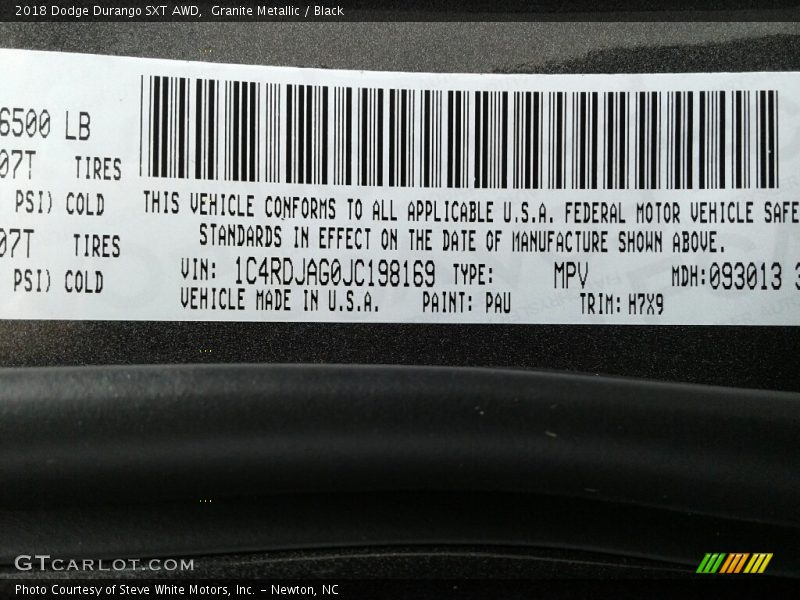 2018 Dodge Durango SXT AWD, Granite Metallic / Black
6500 LB
07T TIRES
PSI) COLD
THIS VEHICLE CONFORMS TO ALL APPLICABLE U.S.A. FEDERAL MOTOR VEHICLE SAFE
STANDARDS IN EFFECT ON THE DATE OF MANUFACTURE SHOWN ABOVE.
07T TIRES
PSI) COLD
VIN: 1C4RDJAG0JC198169 TYPE: MPV MDH:093013 3
VEHICLE MADE IN U.S.A. PAINT: PAU TRIM: H7X9
GTCARLOT.COM
Photo Courtesy of Steve White Motors, Inc. - Newton, NC